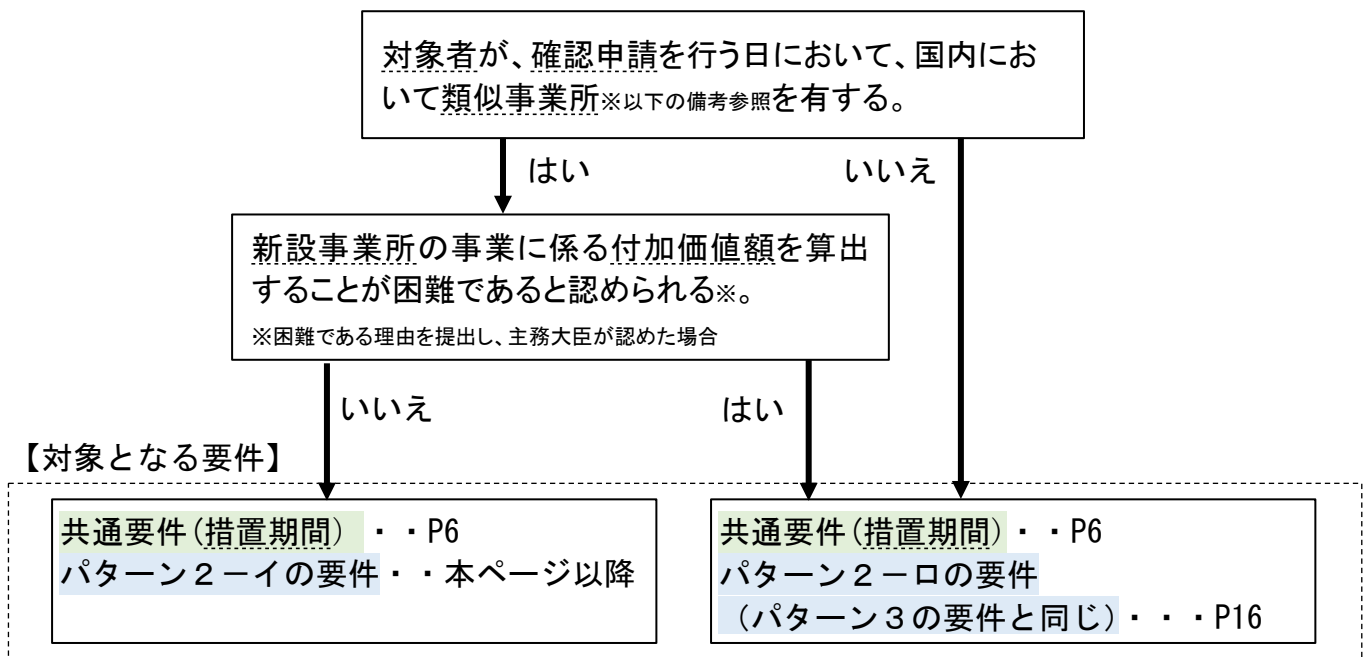 対象者が、確認申請を行う日において、国内にお
いて類似事業所※以下の備考参照を有する。
はい
いいえ
新設事業所の事業に係る付加価値額を算出
することが困難であると認められる※。
※困難である理由を提出し、主務大臣が認めた場合
いいえ
はい
【対象となる要件】
共通要件(措置期間) ・・P6
パターン2-イの要件・・本ページ以降
共通要件(措置期間)・・P6
パターン2-ロの要件
(パターン3の要件と同じ)・・・P16